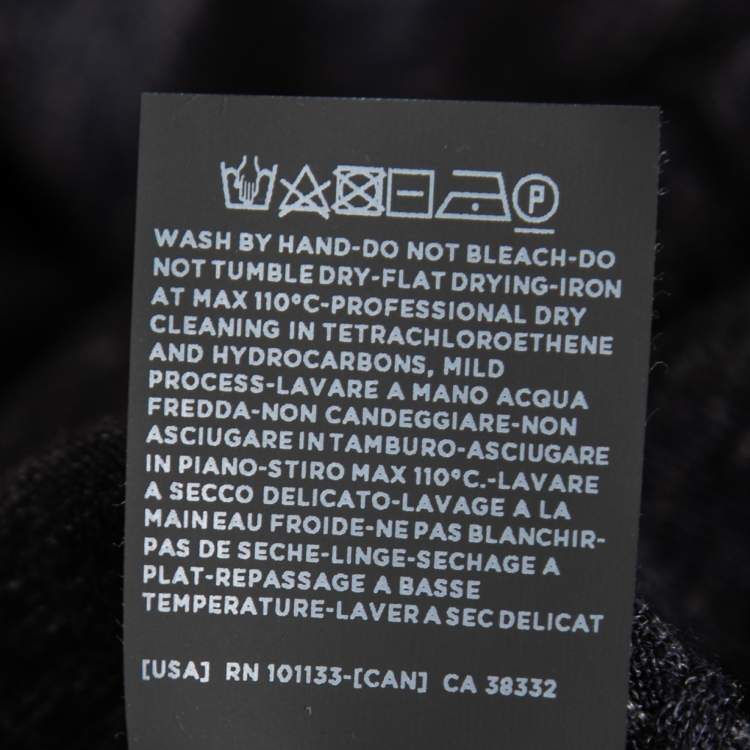 P
WASH BY HAND-DO NOT BLEACH-DO
NOT TUMBLE DRY-FLAT DRYING-IRON
AT MAX 110°C-PROFESSIONAL DRY
CLEANING IN TETRACHLOROETHENE
AND HYDROCARBONS, MILD
PROCESS-LAVARE A MANO ACQUA
FREDDA-NON CANDEGGIARE-NON
ASCIUGARE IN TAMBURO-ASCIUGARE
IN PIANO-STIRO MAX 110°C.-LAVARE
A SECCO DELICATO-LAVAGE A LA
MAIN EAU FROIDE-NE PAS BLANCHIR-
PAS DE SECHE-LINGE-SECHAGE A
PLAT-REPASSAGE A BASSE
TEMPERATURE-LAVER A SEC DELICAT
[USA] RN 101133-[CAN] CA 38332